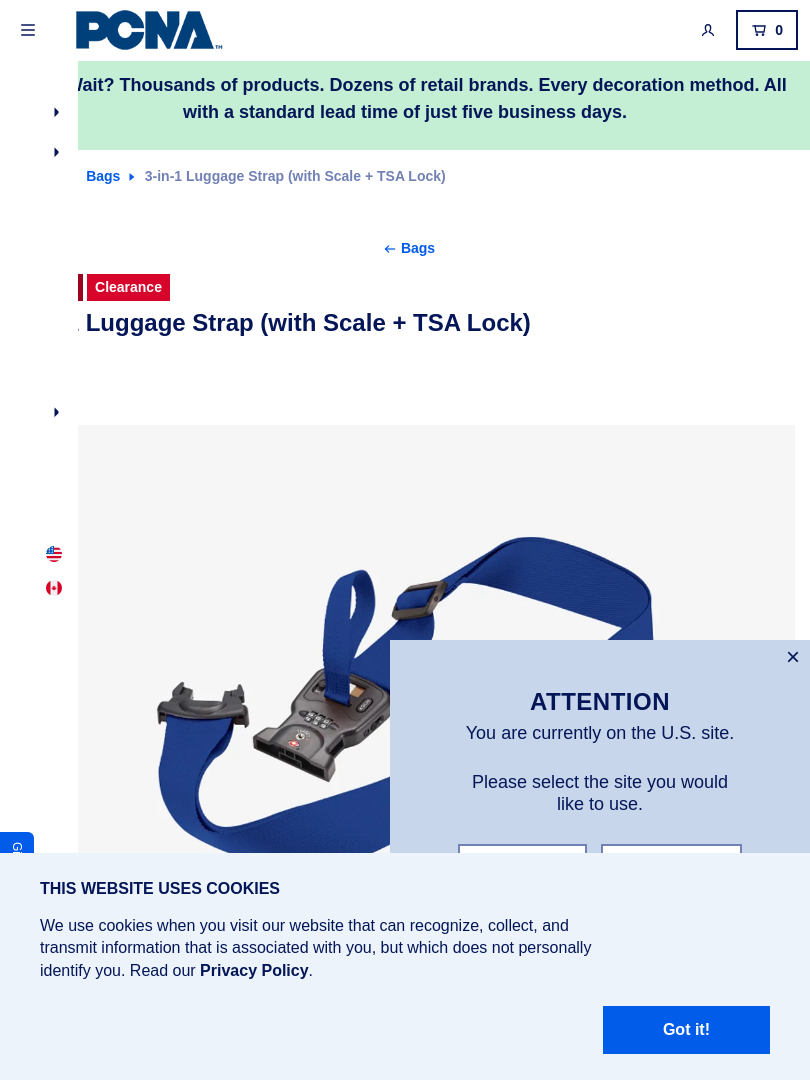 PCNA™
0
Wait? Thousands of products. Dozens of retail brands. Every decoration method. All
with a standard lead time of just five business days.
Bags
3-in-1 Luggage Strap (with Scale + TSA Lock)
Bags
Clearance
Luggage Strap (with Scale + TSA Lock)
ATTENTION
You are currently on the U.S. site.
Please select the site you would
like to use.
THIS WEBSITE USES COOKIES
We use cookies when you visit our website that can recognize, collect, and
transmit information that is associated with you, but which does not personally
identify you. Read our Privacy Policy.
Got it!